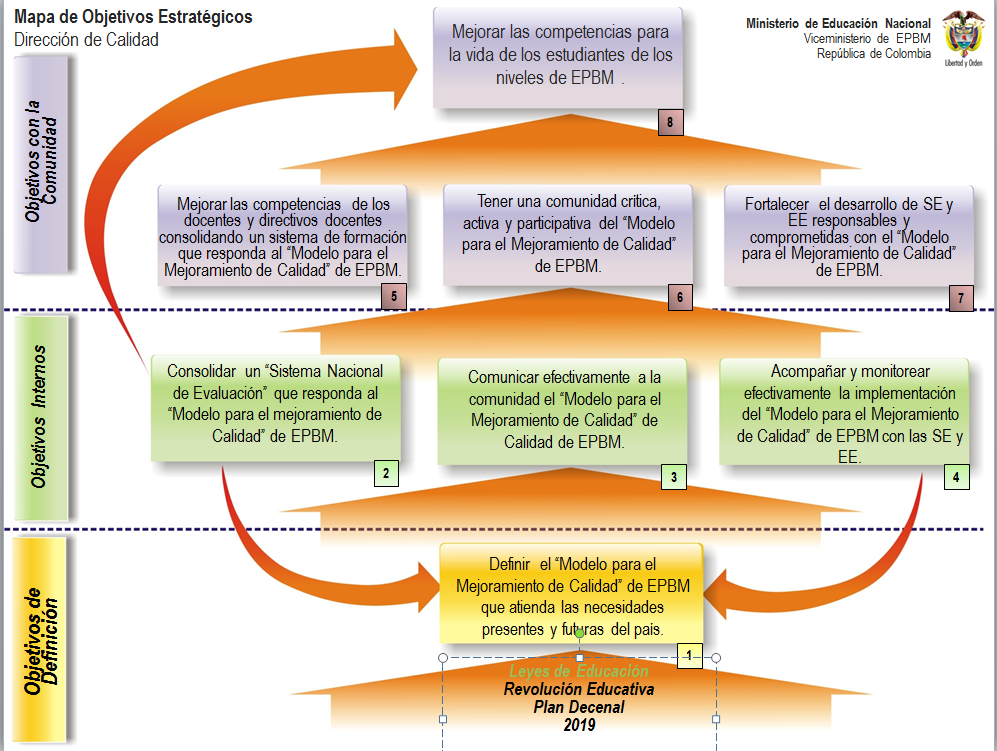 Mapa de Objetivos Estratégicos
Dirección de Calidad
Ministerio de Educación Nacional
Viceministerio de EPBM
República de Colombia
Libertad y Orden
Objetivos con la
Comunidad
Mejorar las competencias para
la vida de los estudiantes de los
niveles de EPBM .
8
Mejorar las competencias de los
docentes y directivos docentes
consolidando un sistema de formación
que responda al “Modelo para el
Mejoramiento de Calidad” de EPBM.
5
Tener una comunidad critica,
activa y participativa del “Modelo
para el Mejoramiento de Calidad”
de EPBM.
6
Fortalecer el desarrollo de SE y
EE responsables y
comprometidas con el “Modelo
para el Mejoramiento de Calidad”
de EPBM.
7
Objetivos Internos
Consolidar un “Sistema Nacional
de Evaluación” que responda al
“Modelo para el mejoramiento de
Calidad” de EPBM.
2
Comunicar efectivamente a la
comunidad el “Modelo para el
Mejoramiento de Calidad” de
Calidad de EPBM.
3
Acompañar y monitorear
efectivamente la implementación
del “Modelo para el Mejoramiento
de Calidad” de EPBM con las SE y
EE.
4
Objetivos de
Definición
Definir el “Modelo para el
Mejoramiento de Calidad” de EPBM
que atienda las necesidades
presentes y futuras del pais.
1
Leyes de Educación
Revolución Educativa
Plan Decenal
2019